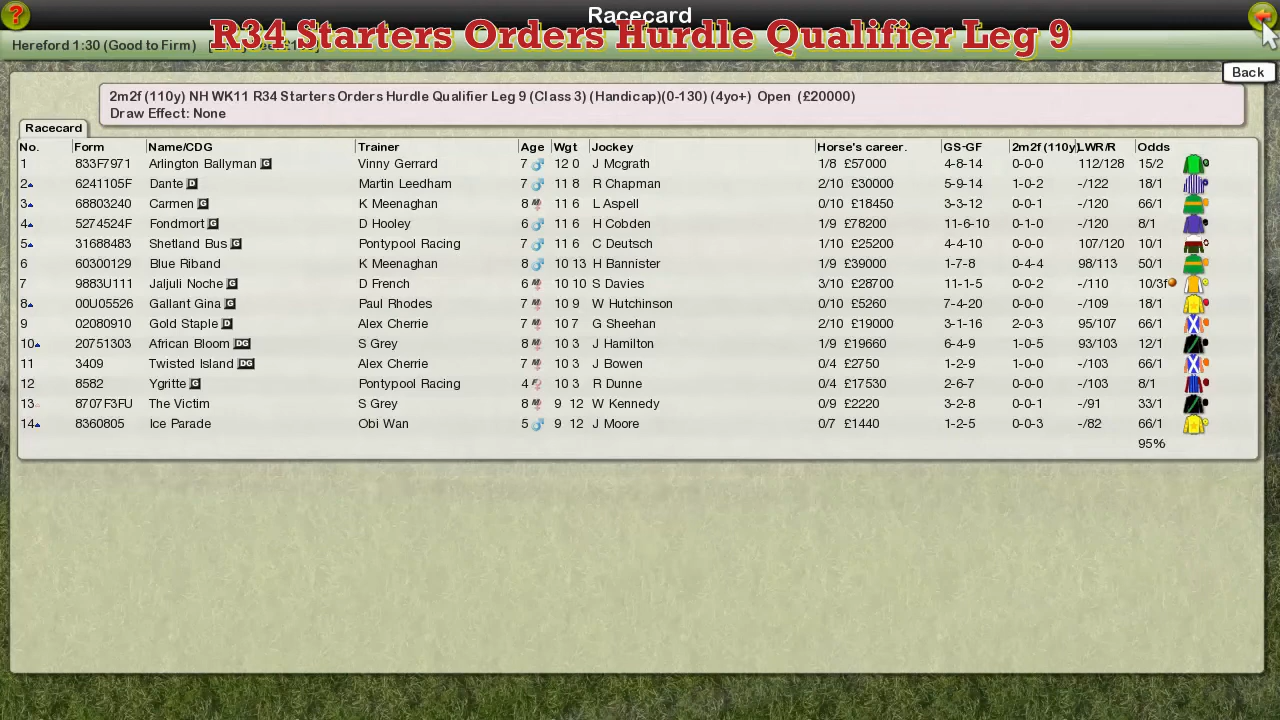 ?
Racecard
R34 Starters Orders Hurdle Qualifier Leg 9
Hereford 1:30 (Good to Firm)
Back
2m2f (110y) NH WK11 R34 Starters Orders Hurdle Qualifier Leg 9 (Class 3) (Handicap)(0-130) (4yo+) Open (£20000)
Draw Effect: None
Racecard
No. Form Name/CDG Trainer Age Wgt Jockey Horse's career. GS-GF 2m2f (110y) LWR/R Odds
1 833F7971 Arlington Ballyman G Vinny Gerrard 7 12 0 J Mcgrath 1/8 £57000 4-8-14 0-0-0 112/128 15/2
2 6241105F Dante D Martin Leedham 7 11 8 R Chapman 2/10 £30000 5-9-14 1-0-2 -/122 18/1
3 68803240 Carmen G K Meenaghan 8 M 11 6 L Aspell 0/10 £18450 3-3-12 0-0-1 -/120 66/1
4 5274524F Fondmort G D Hooley 6 11 6 H Cobden 1/9 £78200 11-6-10 0-1-0 -/120 8/1
5 31688483 Shetland Bus G Pontypool Racing 7 11 6 C Deutsch 1/10 £25200 4-4-10 0-0-0 107/120 10/1
6 60300129 Blue Riband K Meenaghan 8 10 13 H Bannister 1/9 £39000 1-7-8 0-4-4 98/113 50/1
7 9883U111 Jaljuli Noche G D French 6 M 10 10 S Davies 3/10 £28700 11-1-5 0-0-2 -/110 10/3f
8 00U05526 Gallant Gina G Paul Rhodes 7 M 10 9 W Hutchinson 0/10 £5260 7-4-20 0-0-0 -/109 18/1
9 02080910 Gold Staple D Alex Cherrie 7 M 10 7 G Sheehan 2/10 £19000 3-1-16 2-0-3 95/107 66/1
10 20751303 African Bloom DG S Grey 8 M 10 3 J Hamilton 1/9 £19660 6-4-9 1-0-5 93/103 12/1
11 3409 Twisted Island DG Alex Cherrie 7 M 10 3 J Bowen 0/4 £2750 1-2-9 1-0-0 -/103 66/1
12 8582 Ygritte G Pontypool Racing 4 F 10 3 R Dunne 0/4 £17530 2-6-7 0-0-0 -/103 8/1
13 8707F3FU The Victim S Grey 8 M 9 12 W Kennedy 0/9 £2220 3-2-8 0-0-1 -/91 33/1
14 8360805 Ice Parade Obi Wan 5 9 12 J Moore 0/7 £1440 1-2-5 0-0-3 -/82 66/1
95%